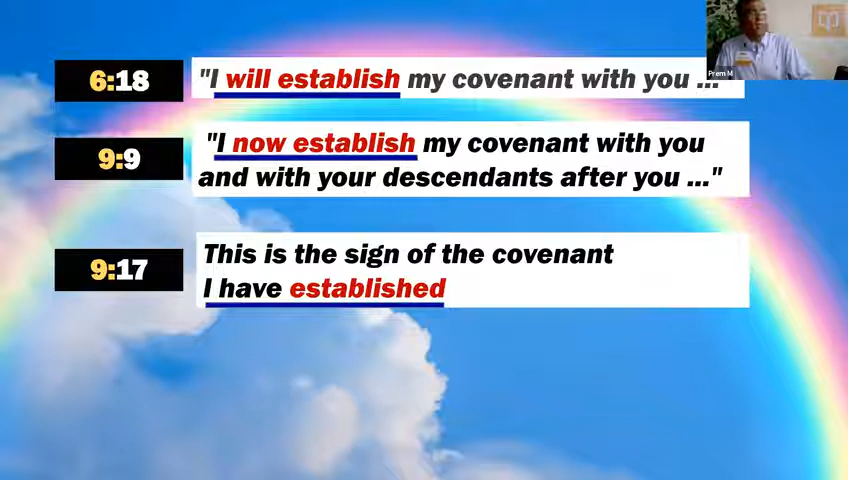 6:18
"I will establish my covenant with you ..."
9:9
"I now establish my covenant with you
and with your descendants after you ..."
9:17
This is the sign of the covenant
I have established
Prem M